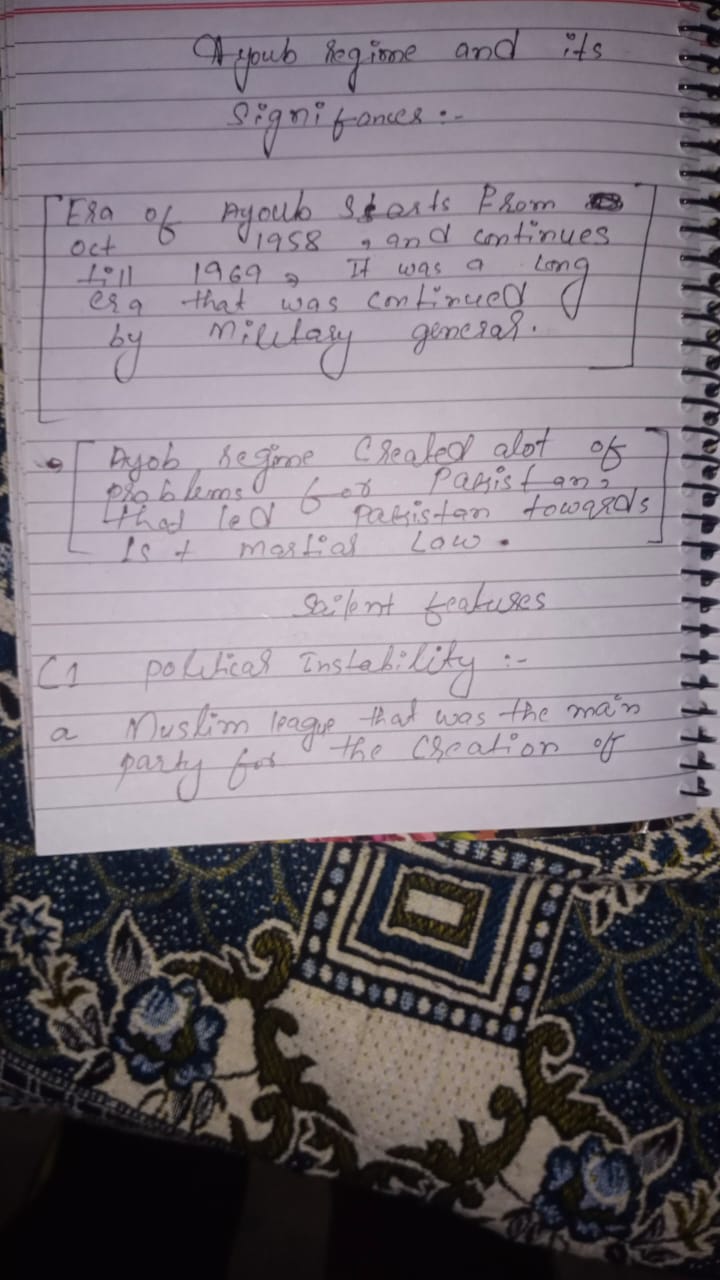 Ayoub regime and its
Signifances :-
Era of Ayoub Starts From
Oct 1958, and continues
till 1969, It was a Long
era that was continued
by military general.
Ayob regime Created alot of
problems for Pakistan,
that led Pakistan towards
1st martial Law.
Sailent features
(1 political Instability :-
a Muslim league that was the main
party for the creation of